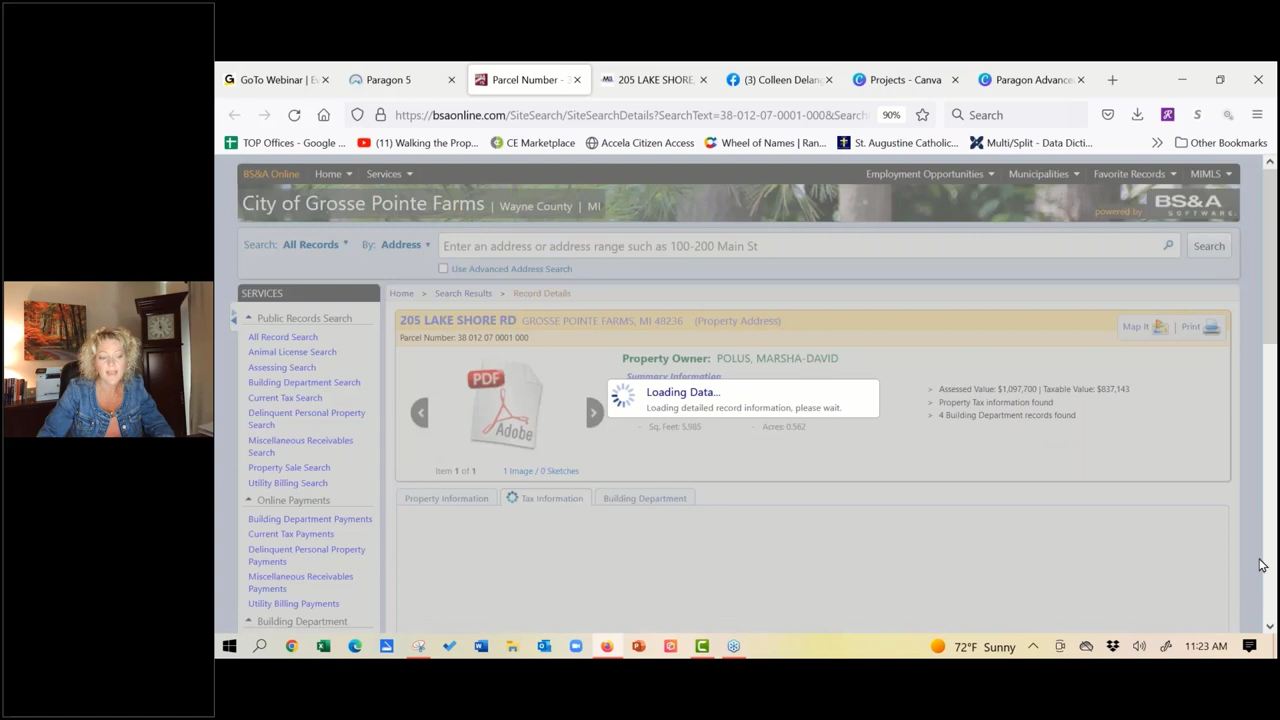 GoTo Webinar | Ev
Paragon 5
Parcel Number - 3
205 LAKE SHORE
(3) Colleen Delang
Projects - Canva
Paragon Advance
https://bsaonline.com/SiteSearch/SiteSearchDetails?SearchText=38-012-07-0001-000&Search
90%
Search
TOP Offices - Google ...
(11) Walking the Prop...
CE Marketplace
Accela Citizen Access
Wheel of Names | Ran...
St. Augustine Catholic...
Multi/Split - Data Dicti...
Other Bookmarks
BS&A Online
Home
Services
Employment Opportunities
Municipalities
Favorite Records
MIMLS
City of Grosse Pointe Farms | Wayne County | MI
powered by
BS&A
SOFTWARE
Search: All Records
By: Address
Enter an address or address range such as 100-200 Main St
Search
Use Advanced Address Search
SERVICES
Public Records Search
All Record Search
Animal License Search
Assessing Search
Building Department Search
Current Tax Search
Delinquent Personal Property
Search
Miscellaneous Receivables
Search
Property Sale Search
Utility Billing Search
Online Payments
Building Department Payments
Current Tax Payments
Delinquent Personal Property
Payments
Miscellaneous Receivables
Payments
Utility Billing Payments
Building Department
Home > Search Results > Record Details
205 LAKE SHORE RD GROSSE POINTE FARMS, MI 48236 (Property Address)
Parcel Number: 38 012 07 0001 000
Map It
Print
PDF
Adobe
Item 1 of 1
1 Image / 0 Sketches
Property Owner: POLUS, MARSHA-DAVID
Summary Information
Loading Data...
Loading detailed record information, please wait.
- Sq. Feet: 5,985
- Acres: 0.562
> Assessed Value: $1,097,700 | Taxable Value: $837,143
> Property Tax information found
> 4 Building Department records found
Property Information
Tax Information
Building Department
72°F Sunny
11:23 AM